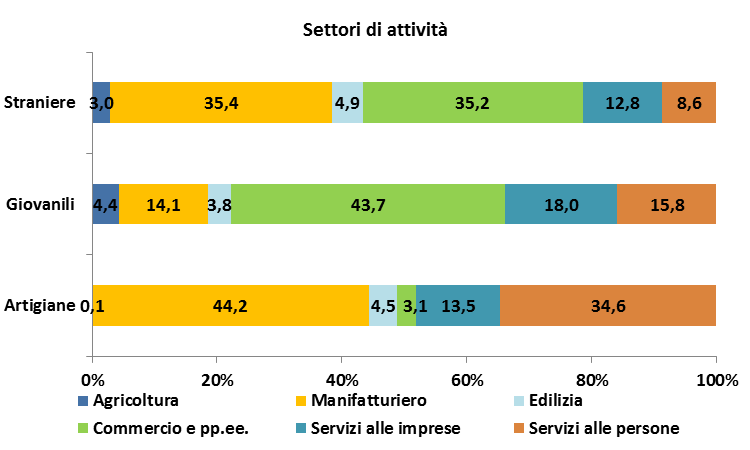 Settori di attività
Straniere 3,0 35,4 4,9 35,2 12,8 8,6
Giovanili 4,4 14,1 3,8 43,7 18,0 15,8
Artigiane 0,1 44,2 4,5 3,1 13,5 34,6
0% 20% 40% 60% 80% 100%
Agricoltura Manifatturiero Edilizia
Commercio e pp.ee. Servizi alle imprese Servizi alle persone